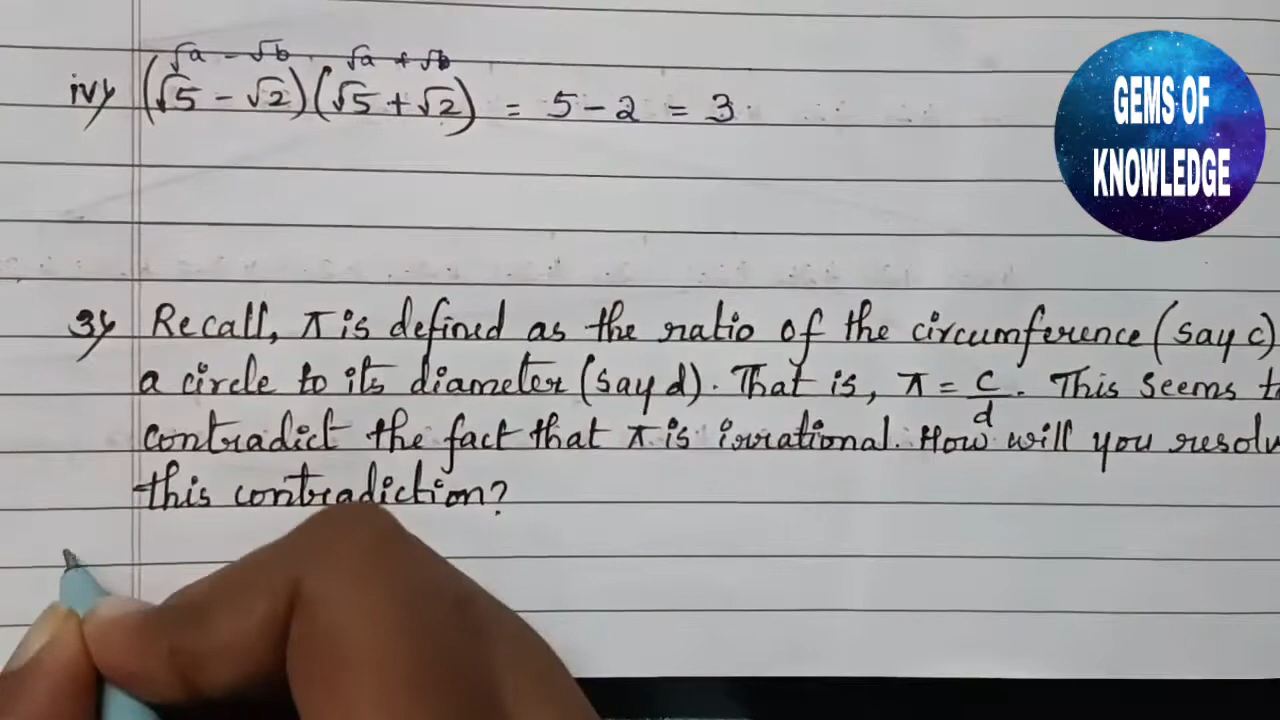 √a - √b √a + √b
iv) (√5 - √2)(√5 + √2) = 5 - 2 = 3.
GEMS OF
KNOWLEDGE
3) Recall, π is defined as the ratio of the circumference (say c)
a circle to its diameter (say d). That is, π = c/d. This seems to
contradict the fact that π is irrational. How will you resolv
this contradiction?